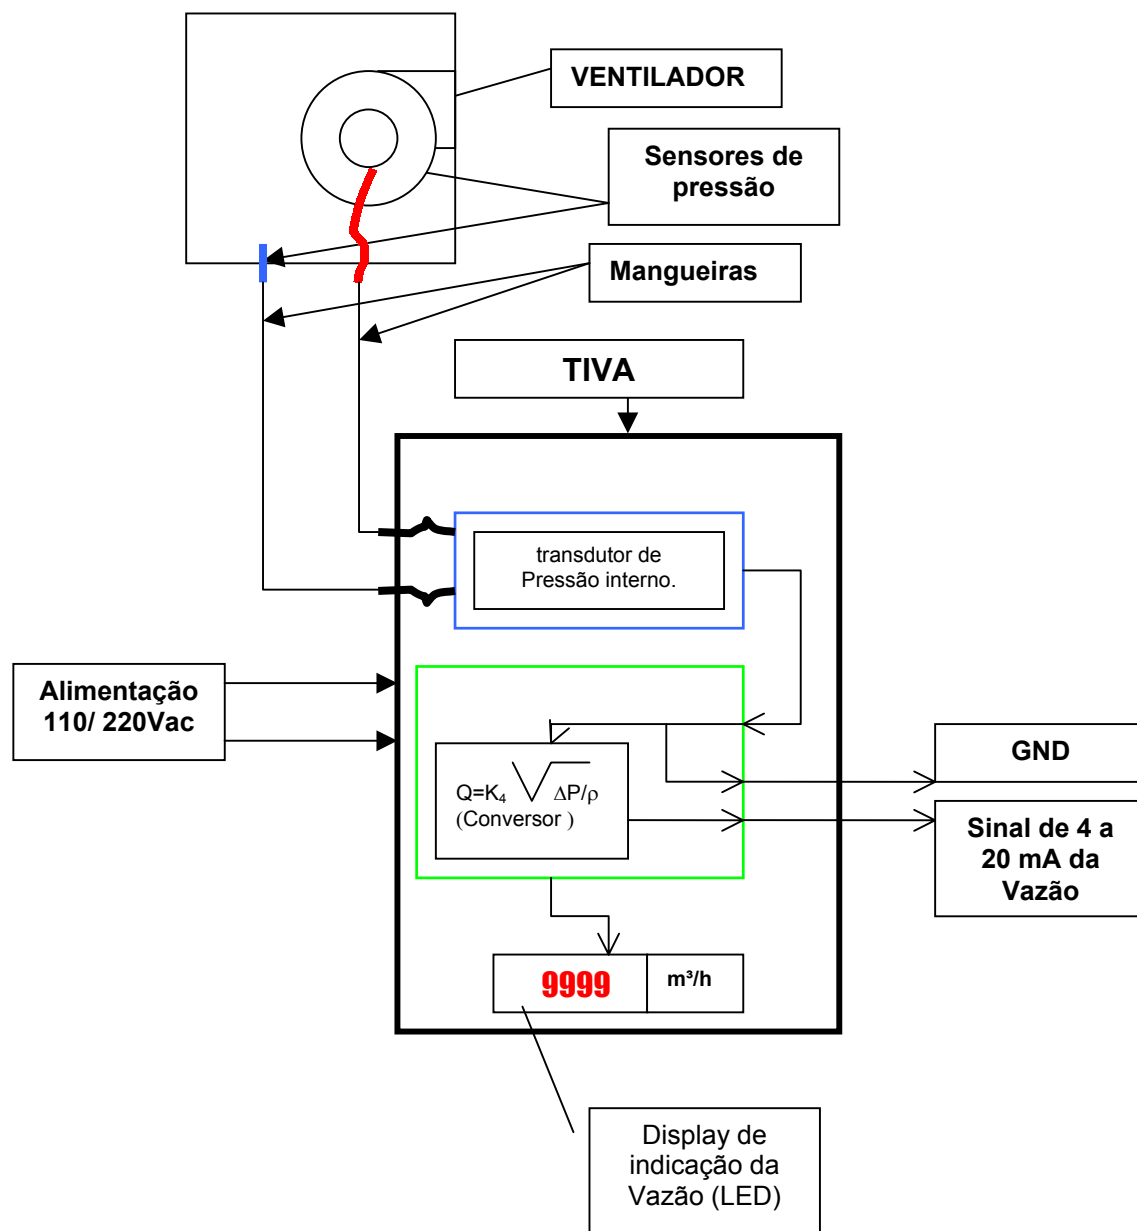 VENTILADOR
Sensores de
pressão
Mangueiras
TIVA
transdutor de
Pressão interno.
Alimentação
110/ 220Vac
Q=K₄ √ ΔP/ρ
(Conversor )
GND
Sinal de 4 a
20 mA da
Vazão
9999
m³/h
Display de
indicação da
Vazão (LED)